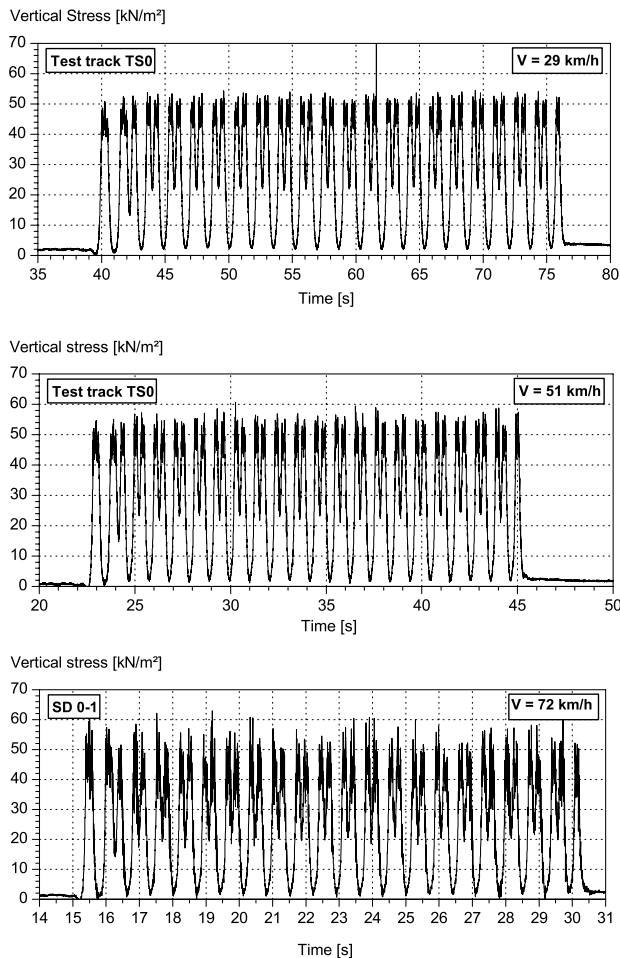 Vertical Stress [kN/m²]
70
Test track TS0
V = 29 km/h
60
50
40
30
20
10
0
35 40 45 50 55 60 65 70 75 80
Time [s]
Vertical stress [kN/m²]
70
Test track TS0
V = 51 km/h
60
50
40
30
20
10
0
20 25 30 35 40 45 50
Time [s]
Vertical stress [kN/m²]
70
SD 0-1
V = 72 km/h
60
50
40
30
20
10
0
14 15 16 17 18 19 20 21 22 23 24 25 26 27 28 29 30 31
Time [s]